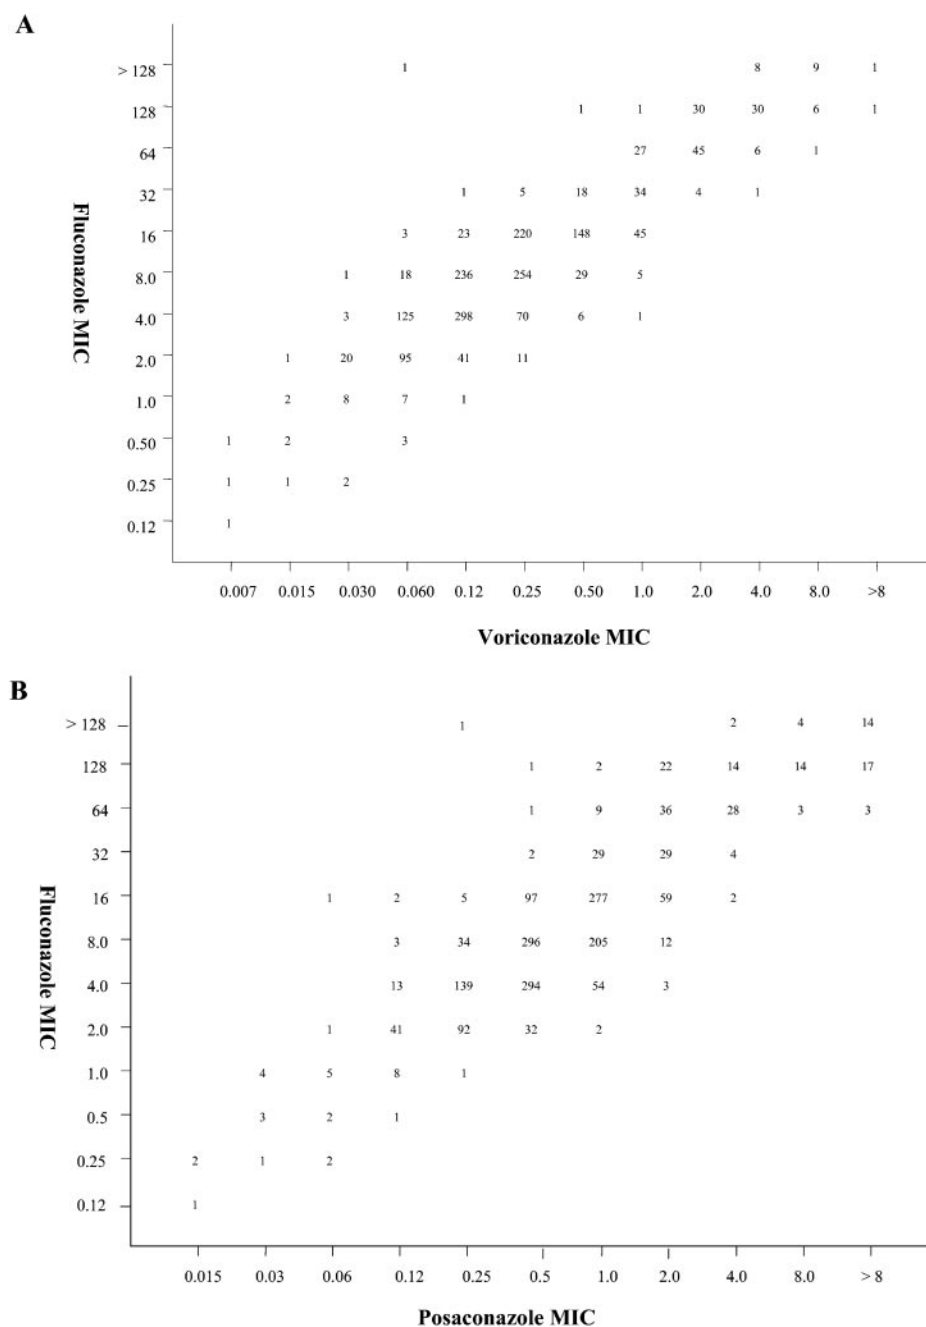 A
> 128 1 8 9 1
128 1 1 30 30 6 1
64 27 45 6 1
32 1 5 18 34 4 1
16 3 23 220 148 45
8.0 1 18 236 254 29 5
4.0 3 125 298 70 6 1
2.0 1 20 95 41 11
1.0 2 8 7 1
0.50 1 2 3
0.25 1 1 2
0.12 1
Fluconazole MIC
0.007 0.015 0.030 0.060 0.12 0.25 0.50 1.0 2.0 4.0 8.0 >8
Voriconazole MIC
B
> 128 1 2 4 14
128 1 2 22 14 14 17
64 1 9 36 28 3 3
32 2 29 29 4
16 1 2 5 97 277 59 2
8.0 3 34 296 205 12
4.0 13 139 294 54 3
2.0 1 41 92 32 2
1.0 4 5 8 1
0.5 3 2 1
0.25 2 1 2
0.12 1
Fluconazole MIC
0.015 0.03 0.06 0.12 0.25 0.5 1.0 2.0 4.0 8.0 > 8
Posaconazole MIC